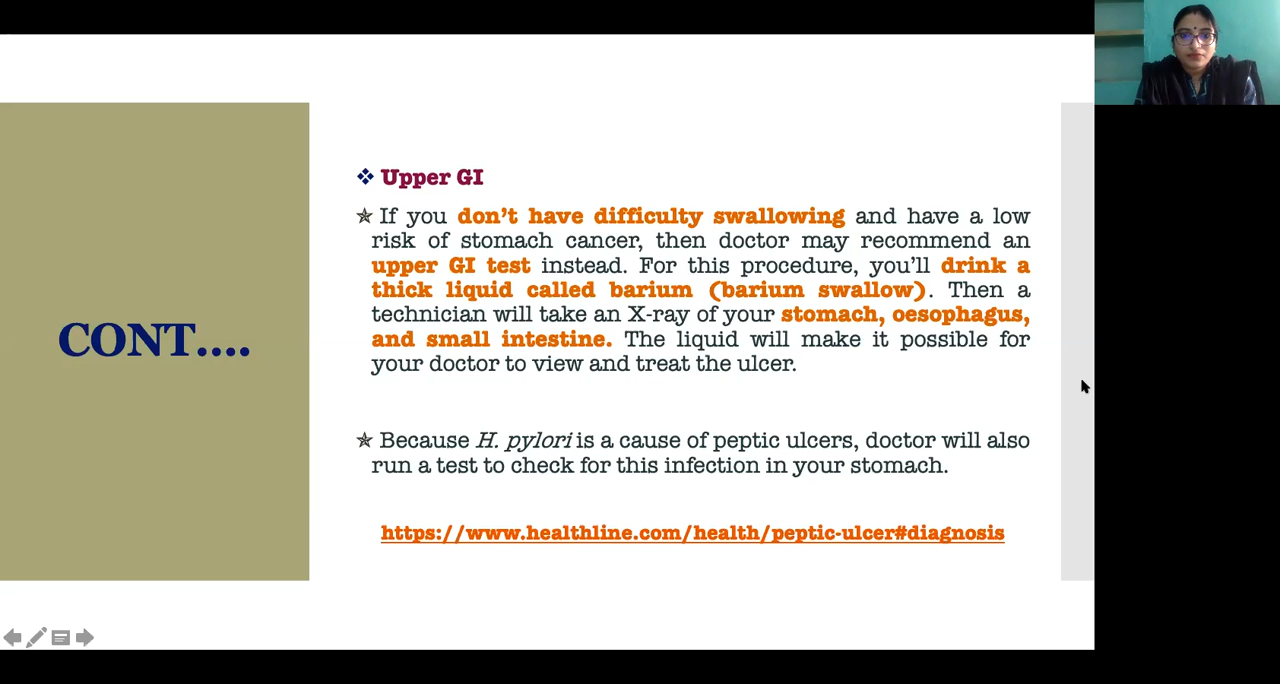 CONT....
Upper GI
If you don't have difficulty swallowing and have a low
risk of stomach cancer, then doctor may recommend an
upper GI test instead. For this procedure, you'll drink a
thick liquid called barium (barium swallow). Then a
technician will take an X-ray of your stomach, oesophagus,
and small intestine. The liquid will make it possible for
your doctor to view and treat the ulcer.
Because H. pylori is a cause of peptic ulcers, doctor will also
run a test to check for this infection in your stomach.
https://www.healthline.com/health/peptic-ulcer#diagnosis